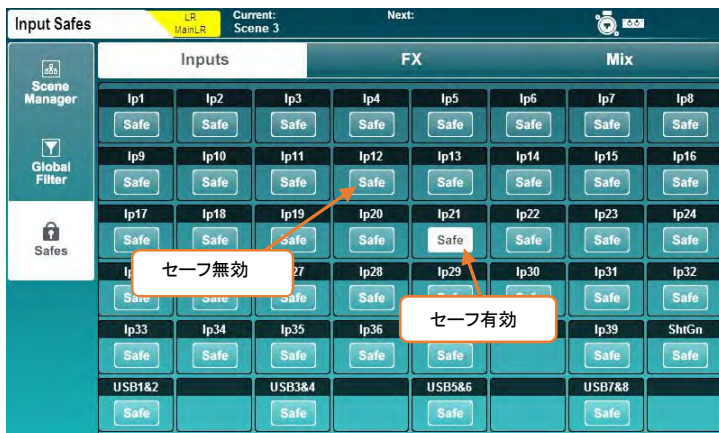 Input Safes
LR
MainLR
Current:
Scene 3
Next:
Scene
Manager
Global
Filter
Safes
Inputs FX Mix
Ip1 Ip2 Ip3 Ip4 Ip5 Ip6 Ip7 Ip8
Safe Safe Safe Safe Safe Safe Safe Safe
Ip9 Ip10 Ip11 Ip12 Ip13 Ip14 Ip15 Ip16
Safe Safe Safe Safe Safe Safe Safe Safe
Ip17 Ip18 Ip19 Ip20 Ip21 Ip22 Ip23 Ip24
Safe Safe Safe Safe Safe Safe Safe Safe
セーフ無効
27 Ip28 Ip29 Ip30 Ip31 Ip32
Safe Safe Safe Safe Safe Safe
セーフ有効
Ip33 Ip34 Ip35 Ip36 Ip39 ShtGn
Safe Safe Safe Safe Safe Safe Safe
USB1&2 USB3&4 USB5&6 USB7&8
Safe Safe Safe Safe